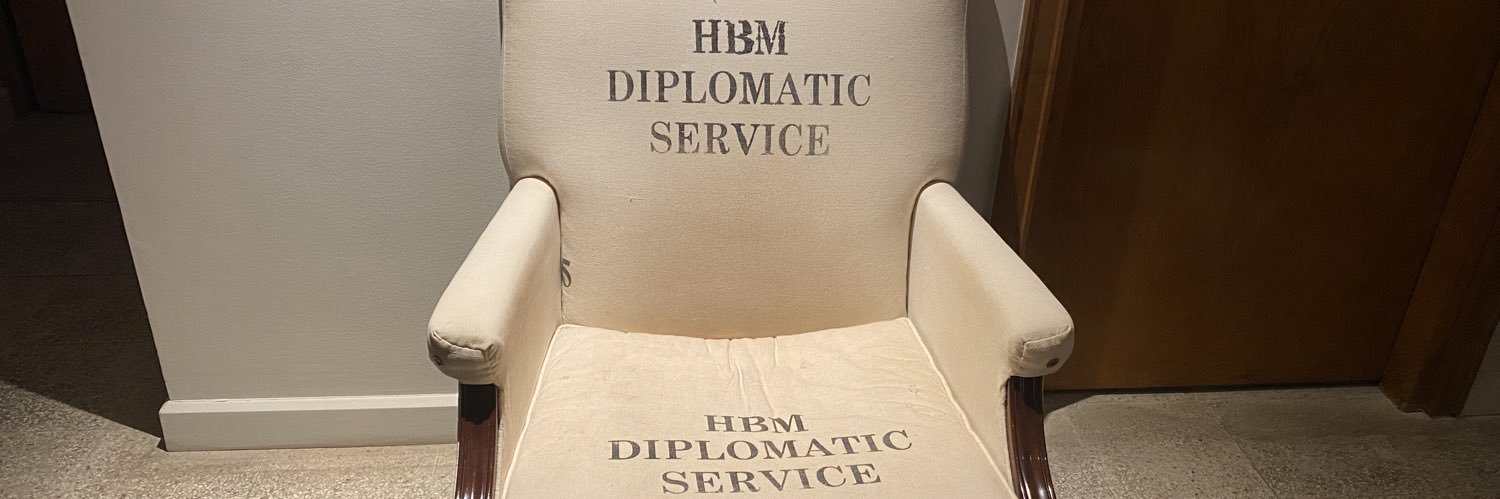 HBM
DIPLOMATIC
SERVICE
HBM
DIPLOMATIC
SERVICE